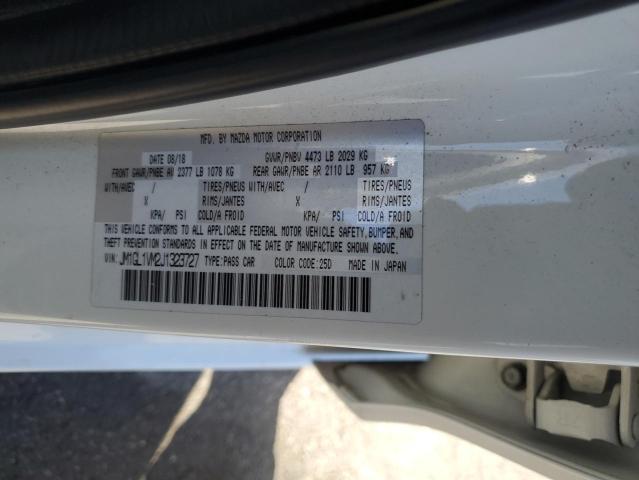 MFD. BY MAZDA MOTOR CORPORATION
DATE 08/18 GVWR/PNBV 4473 LB 2029 KG
FRONT GAWR/PNBE AV 2377 LB 1078 KG REAR GAWR/PNBE AR 2110 LB 957 KG
WITH/AVEC / TIRES/PNEUS WITH/AVEC / TIRES/PNEUS
X RIMS/JANTES X RIMS/JANTES
KPA/ PSI COLD/A FROID KPA/ PSI COLD/A FROID
THIS VEHICLE CONFORMS TO ALL APPLICABLE FEDERAL MOTOR VEHICLE SAFETY, BUMPER, AND
THEFT PREVENTION STANDARDS IN EFFECT ON THE DATE OF MANUFACTURE SHOWN ABOVE.
VIN: JM1GL1VM2J1323727 TYPE: PASS CAR COLOR CODE: 25D MADE IN JAPAN